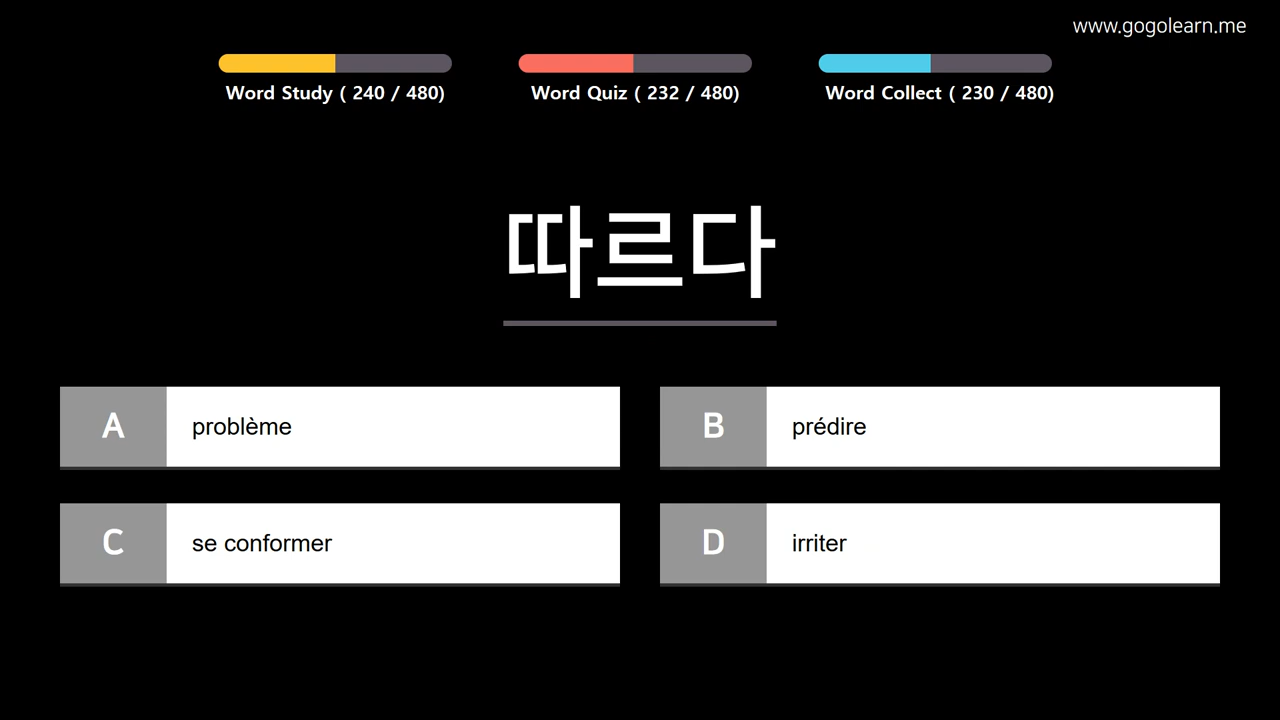 www.gogolearn.me
Word Study ( 240 / 480)
Word Quiz ( 232 / 480)
Word Collect ( 230 / 480)
따르다
A problème
B prédire
C se conformer
D irriter